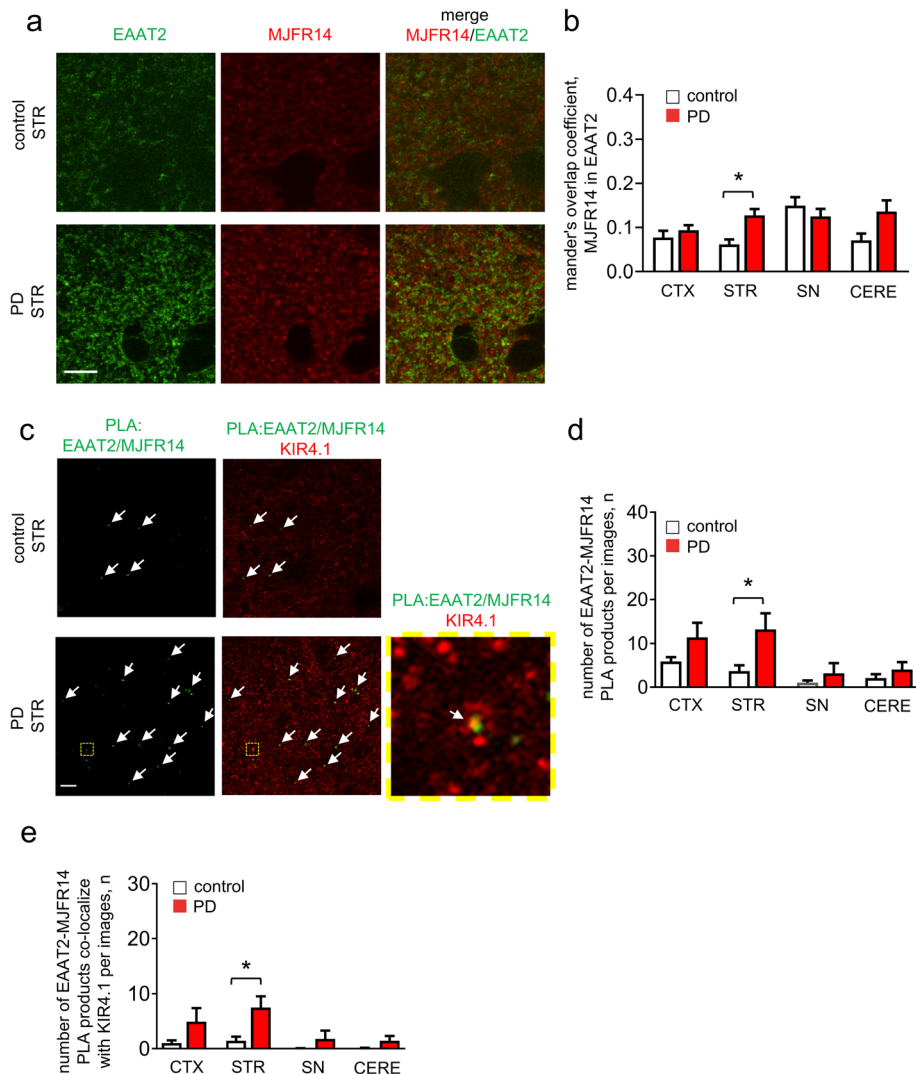 a
EAAT2
MJFR14
merge
MJFR14/EAAT2
control
STR
PD
STR
b
mander's overlap coefficient,
MJFR14 in EAAT2
0.4
0.3
0.2
0.1
0.0
control
PD
*
CTX
STR
SN
CERE
c
PLA:
EAAT2/MJFR14
PLA:EAAT2/MJFR14
KIR4.1
control
STR
PD
STR
PLA:EAAT2/MJFR14
KIR4.1
d
number of EAAT2-MJFR14
PLA products per images, n
40
30
20
10
0
control
PD
*
CTX
STR
SN
CERE
e
number of EAAT2-MJFR14
PLA products co-localize
with KIR4.1 per images, n
30
20
10
0
control
PD
*
CTX
STR
SN
CERE